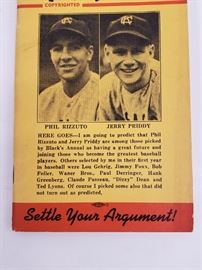 COPYRIGHTED
PHIL RIZZUTO
JERRY PRIDDY
HERE GOES—I am going to predict that Phil
Rizzuto and Jerry Priddy are among those picked
by Black's Annual as having a great future and
joining those who become the greatest baseball
players. Others selected by me in their first year
in baseball were Lou Gehrig, Jimmy Foxx, Bob
Feller, Waner Bros., Paul Derringer, Hank
Greenberg, Claude Passeau, "Dizzy" Dean and
Ted Lyons. Of course I picked some also that
did not turn out as predicted.
Settle Your Argument!